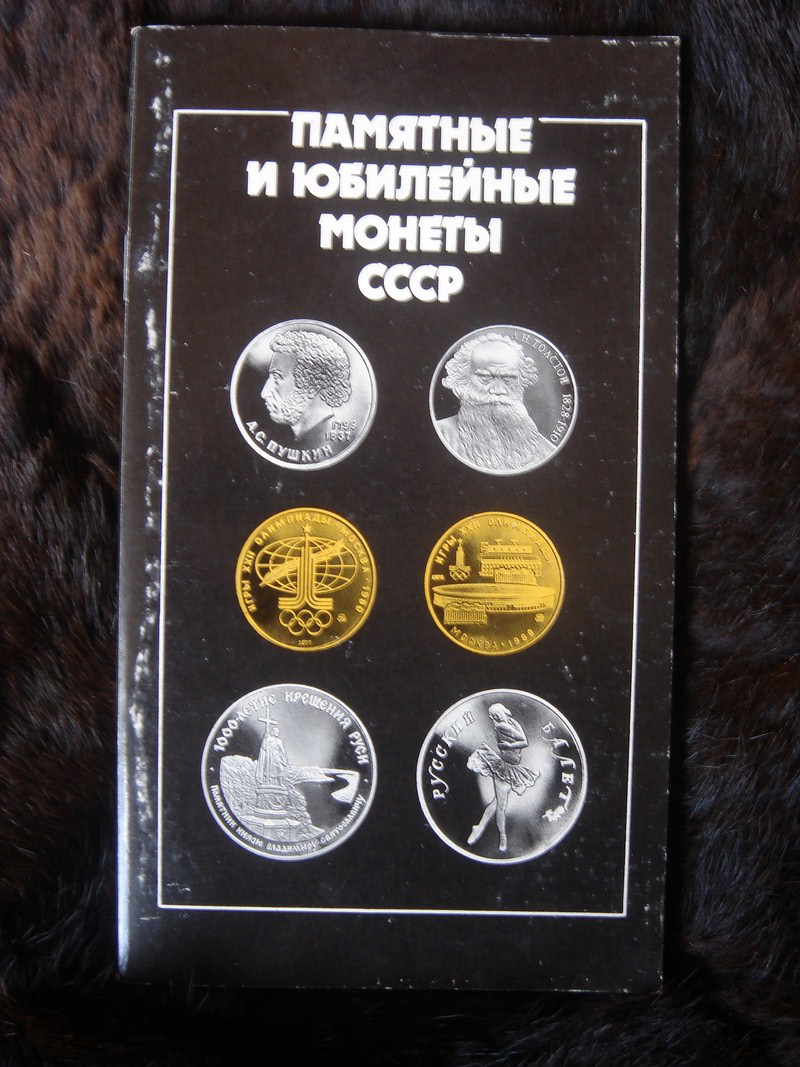 ПАМЯТНЫЕ
И ЮБИЛЕЙНЫЕ
МОНЕТЫ
СССР
1799
1837
А.С.ПУШКИН
Л.Н.ТОЛСТОЙ 1828-1910
ИГРЫ XXII ОЛИМПИАДЫ МОСКВА·1980
1977
ИГРЫ XXII ОЛИМПИАДЫ
МОСКВА·1980
1000-ЛЕТИЕ КРЕЩЕНИЯ РУСИ
ПАМЯТНИК КНЯЗЮ ВЛАДИМИРУ СВЯТОСЛАВИЧУ
РУССКИЙ БАЛЕТ